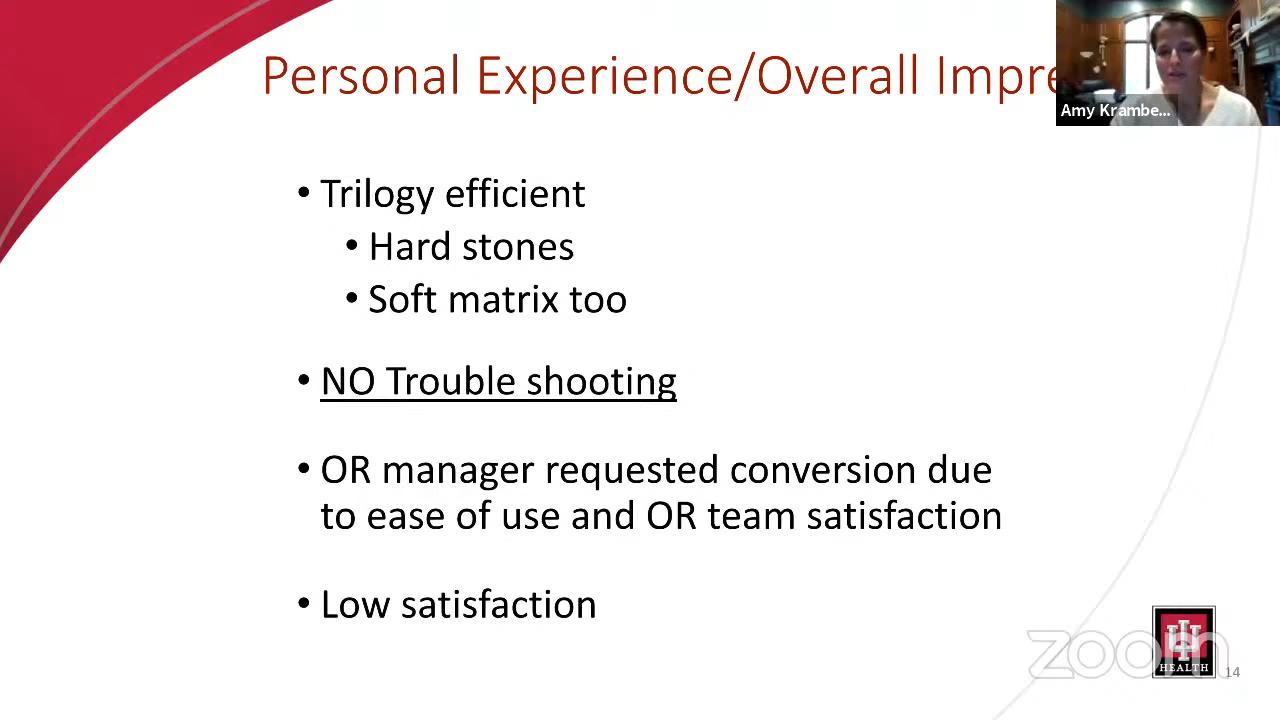 Personal Experience/Overall Impre
Amy Krambe...
• Trilogy efficient
• Hard stones
• Soft matrix too
• NO Trouble shooting
• OR manager requested conversion due
to ease of use and OR team satisfaction
• Low satisfaction
zoom
IU
HEALTH
14